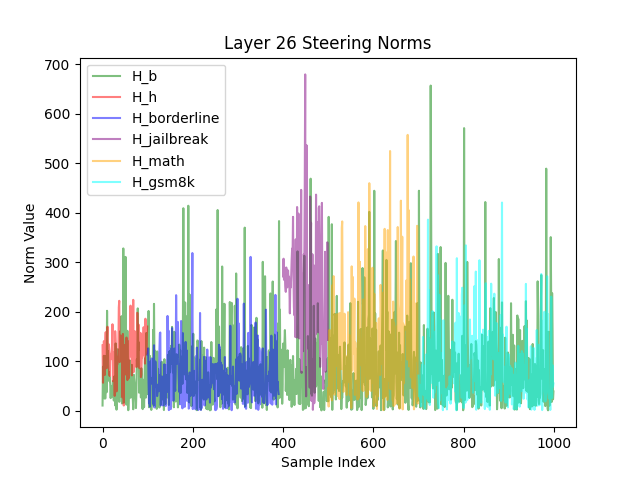 Layer 26 Steering Norms
700
600
500
400
300
200
100
0
Norm Value
H_b
H_h
H_borderline
H_jailbreak
H_math
H_gsm8k
0
200
400
600
800
1000
Sample Index